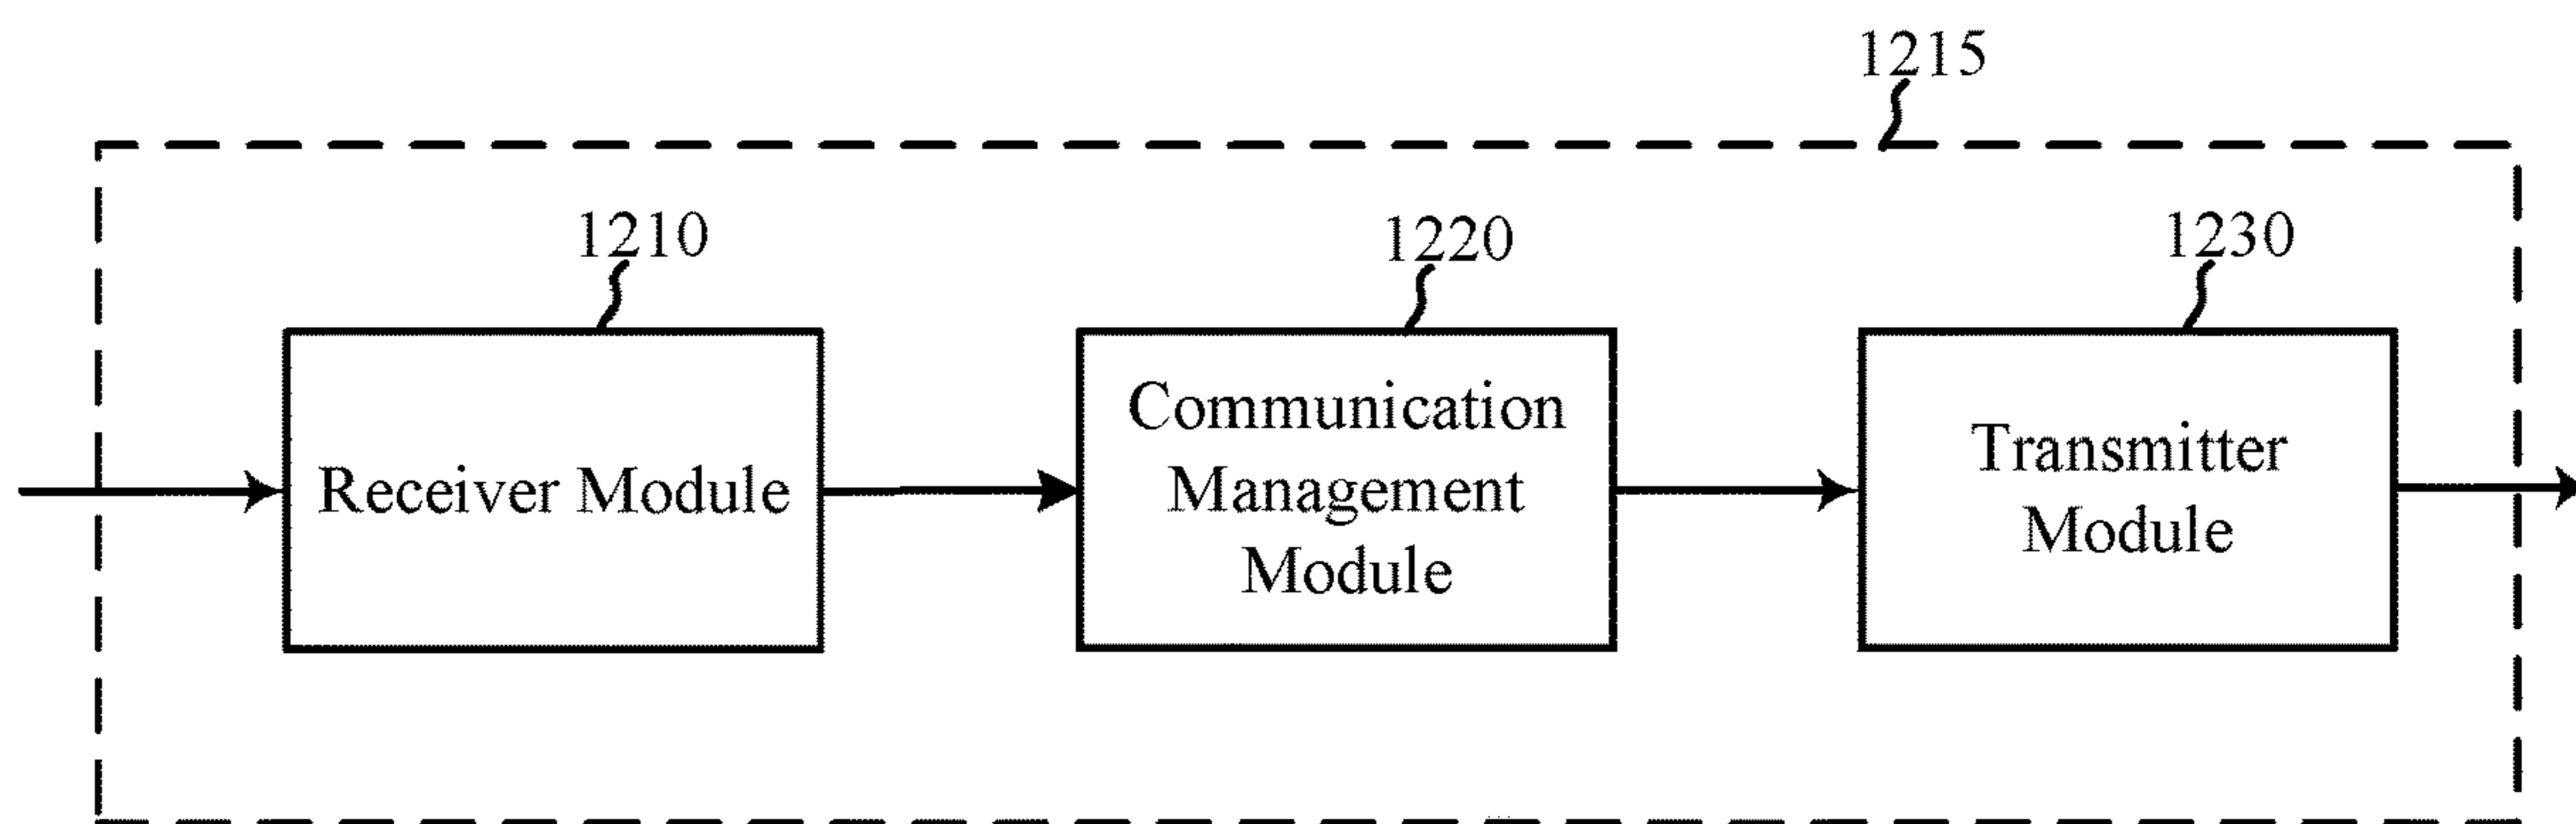 1215
1210
1220
1230
Receiver Module
Communication
Management
Module
Transmitter
Module